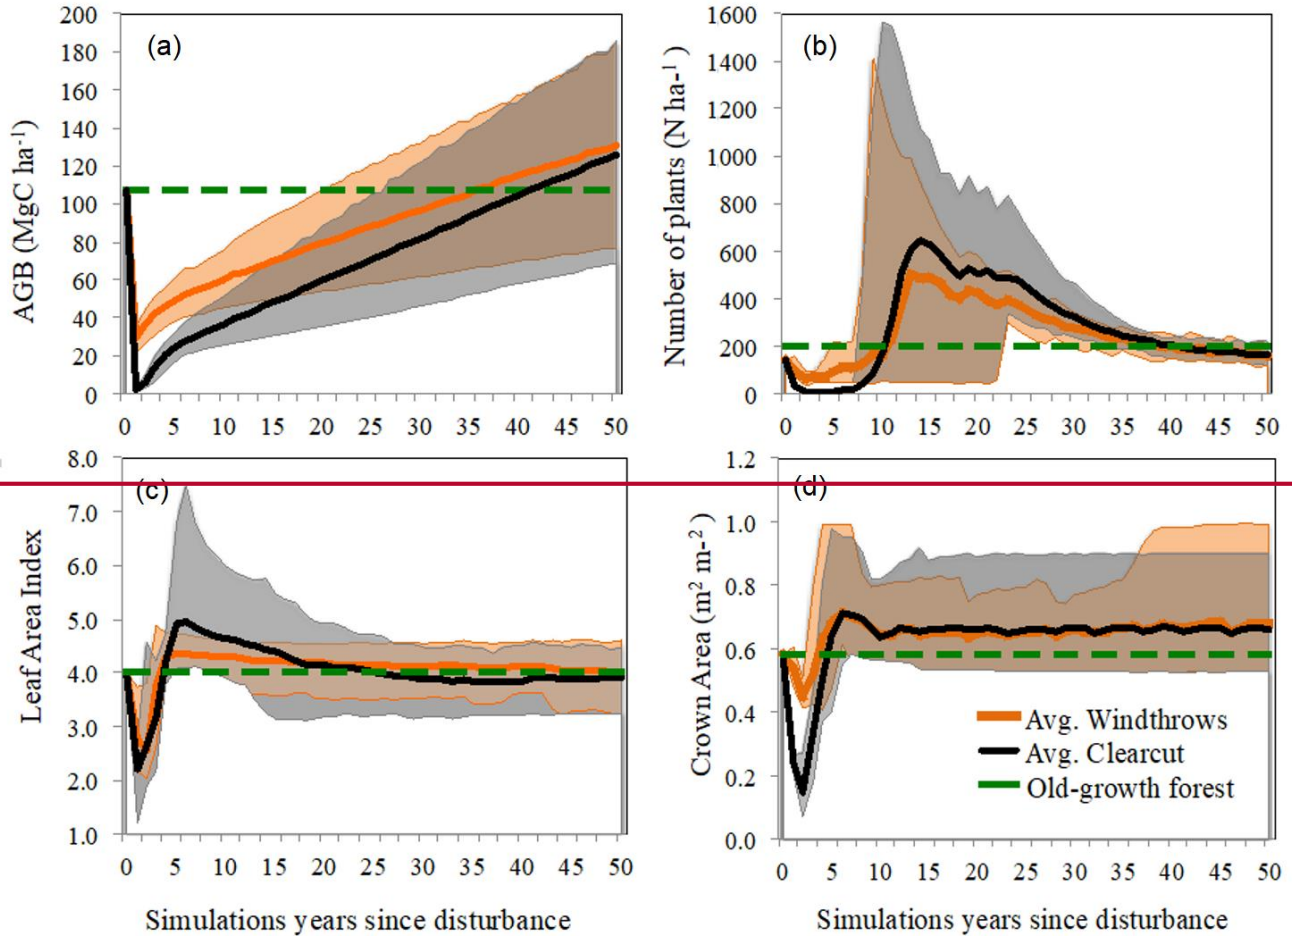 (a)
AGB (MgC ha-1)
200
180
160
140
120
100
80
60
40
20
0
0 5 10 15 20 25 30 35 40 45 50
(b)
Number of plants (N ha-1 )
1600
1400
1200
1000
800
600
400
200
0
0 5 10 15 20 25 30 35 40 45 50
(c)
Leaf Area Index
8.0
7.0
6.0
5.0
4.0
3.0
2.0
1.0
0 5 10 15 20 25 30 35 40 45 50
Simulations years since disturbance
(d)
Crown Area (m2 m-2 )
1.2
1.0
0.8
0.6
0.4
0.2
0.0
Avg. Windthrows
Avg. Clearcut
Old-growth forest
0 5 10 15 20 25 30 35 40 45 50
Simulations years since disturbance